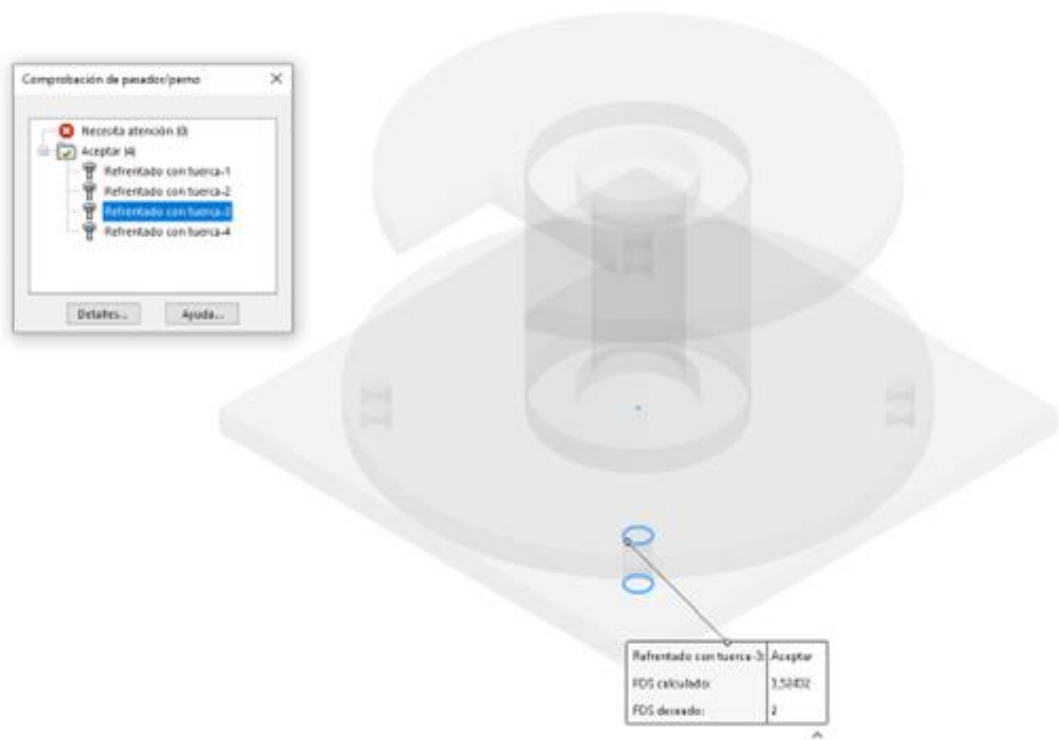 Comprobación de pasador/perno
Necesita atención (0)
Aceptar (4)
Refrentado con tuerca-1
Refrentado con tuerca-2
Refrentado con tuerca-3
Refrentado con tuerca-4
Detalles...
Ayuda...
Refrentado con tuerca-3: Aceptar
FDS calculado: 3,52432
FDS deseado: 2